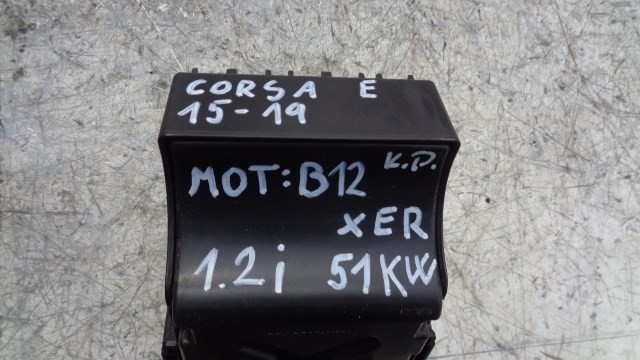 CORSA E
15-19
MOT:B12 K.P.
XER
1.2i 51KW